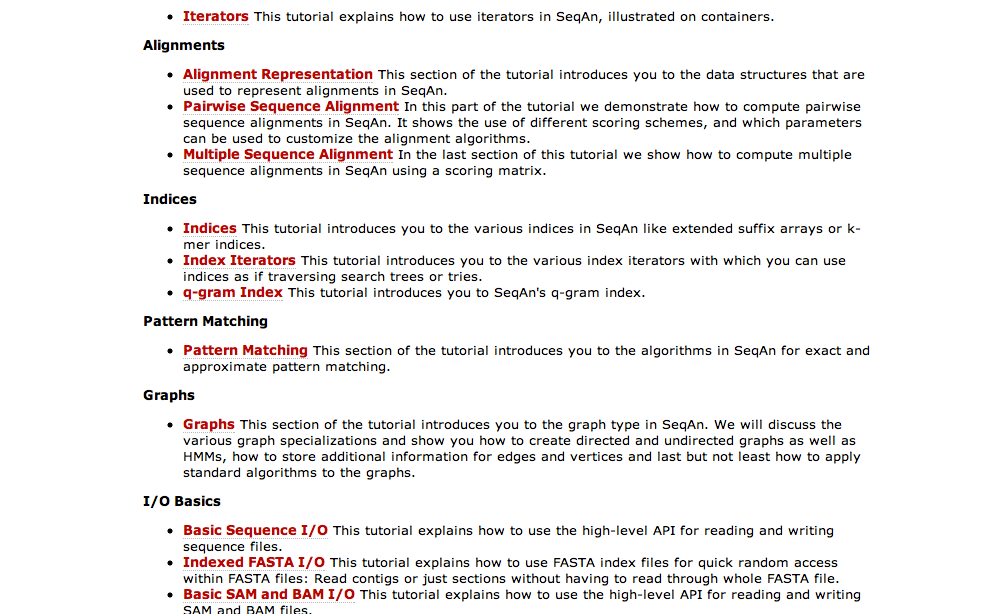 Iterators This tutorial explains how to use iterators in SeqAn, illustrated on containers.
Alignments
Alignment Representation This section of the tutorial introduces you to the data structures that are
used to represent alignments in SeqAn.
Pairwise Sequence Alignment In this part of the tutorial we demonstrate how to compute pairwise
sequence alignments in SeqAn. It shows the use of different scoring schemes, and which parameters
can be used to customize the alignment algorithms.
Multiple Sequence Alignment In the last section of this tutorial we show how to compute multiple
sequence alignments in SeqAn using a scoring matrix.
Indices
Indices This tutorial introduces you to the various indices in SeqAn like extended suffix arrays or k-
mer indices.
Index Iterators This tutorial introduces you to the various index iterators with which you can use
indices as if traversing search trees or tries.
q-gram Index This tutorial introduces you to SeqAn's q-gram index.
Pattern Matching
Pattern Matching This section of the tutorial introduces you to the algorithms in SeqAn for exact and
approximate pattern matching.
Graphs
Graphs This section of the tutorial introduces you to the graph type in SeqAn. We will discuss the
various graph specializations and show you how to create directed and undirected graphs as well as
HMMs, how to store additional information for edges and vertices and last but not least how to apply
standard algorithms to the graphs.
I/O Basics
Basic Sequence I/O This tutorial explains how to use the high-level API for reading and writing
sequence files.
Indexed FASTA I/O This tutorial explains how to use FASTA index files for quick random access
within FASTA files: Read contigs or just sections without having to read through whole FASTA file.
Basic SAM and BAM I/O This tutorial explains how to use the high-level API for reading and writing
SAM and BAM files.